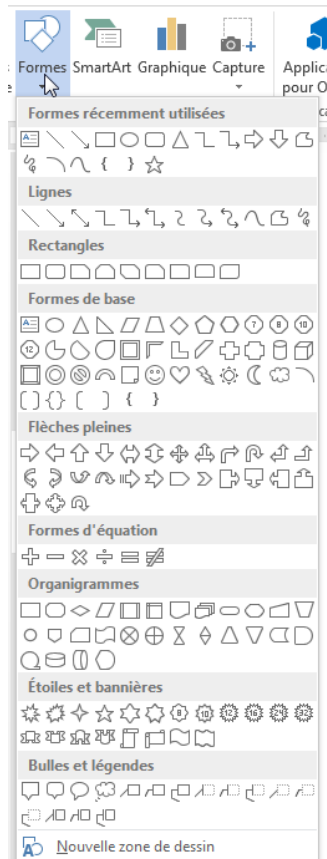 Formes SmartArt Graphique Capture Applica
pour O
Formes récemment utilisées
Lignes
Rectangles
Formes de base
Flèches pleines
Formes d'équation
Organigrammes
Étoiles et bannières
Bulles et légendes
Nouvelle zone de dessin